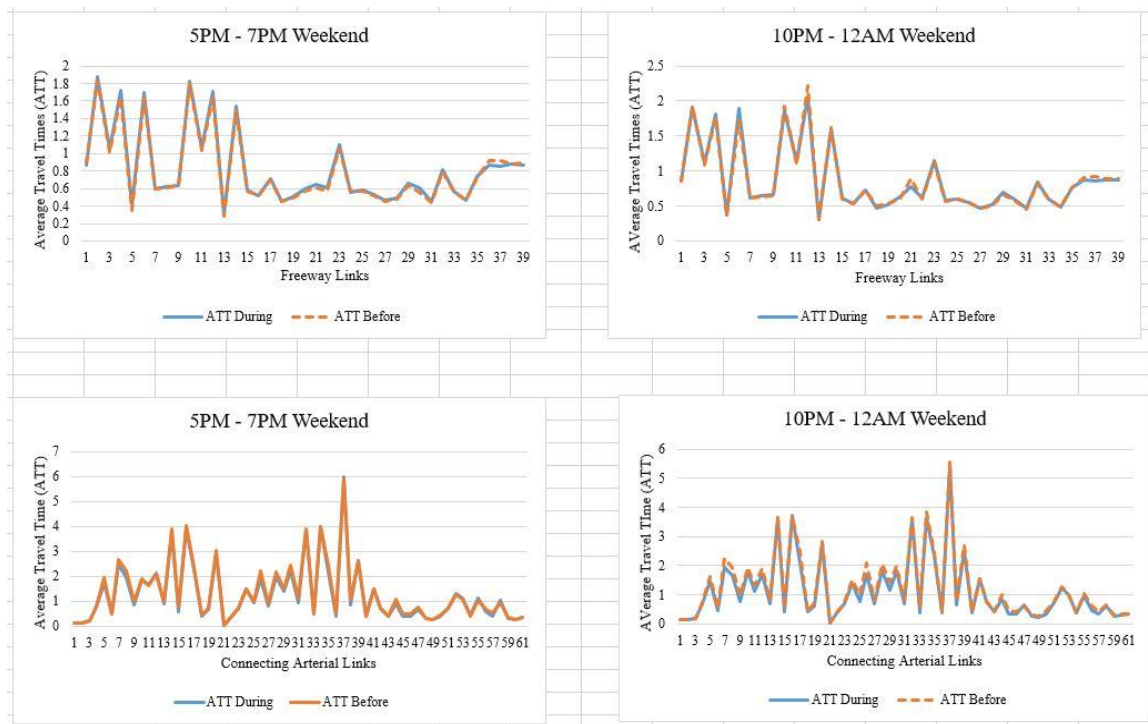 5PM - 7PM Weekend
Average Travel Times (ATT)
2
1.8
1.6
1.4
1.2
1
0.8
0.6
0.4
0.2
0
1 3 5 7 9 11 13 15 17 19 21 23 25 27 29 31 33 35 37 39
Freeway Links
ATT During ATT Before
10PM - 12AM Weekend
AVerage Travel Times (ATT)
2.5
2
1.5
1
0.5
0
1 3 5 7 9 11 13 15 17 19 21 23 25 27 29 31 33 35 37 39
Freeway Links
ATT During ATT Before
5PM - 7PM Weekend
Average Travel Time (ATT)
7
6
5
4
3
2
1
0
1 3 5 7 9 11 13 15 17 19 21 23 25 27 29 31 33 35 37 39 41 43 45 47 49 51 53 55 57 59 61
Connecting Arterial Links
ATT During ATT Before
10PM - 12AM Weekend
AVerage Travel TIme (ATT)
6
5
4
3
2
1
0
1 3 5 7 9 11 13 15 17 19 21 23 25 27 29 31 33 35 37 39 41 43 45 47 49 51 53 55 57 59 61
Connecting Arterial Links
ATT During ATT Before